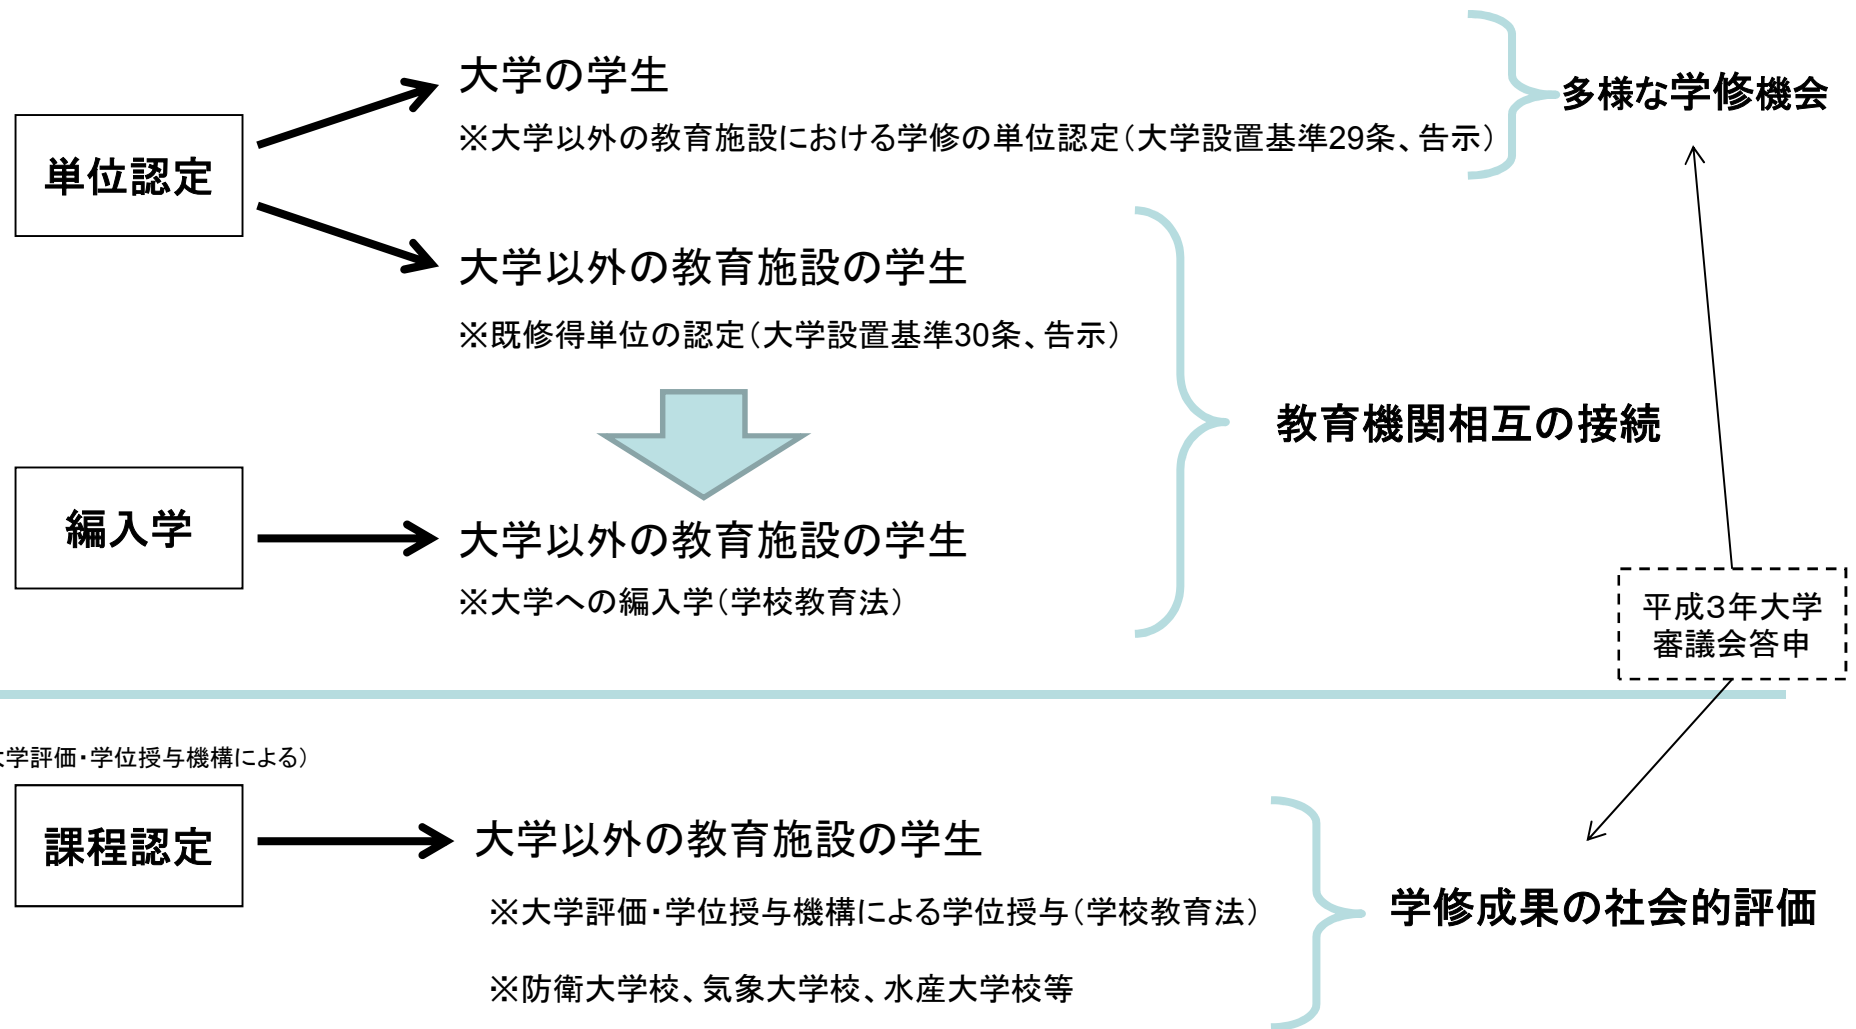 大学の学生
※大学以外の教育施設における学修の単位認定（大学設置基準29条、告示）
多様な学修機会
単位認定
大学以外の教育施設の学生
※既修得単位の認定（大学設置基準30条、告示）
教育機関相互の接続
編入学
大学以外の教育施設の学生
※大学への編入学（学校教育法）
平成３年大学
審議会答申
学評価・学位授与機構による）
課程認定
大学以外の教育施設の学生
※大学評価・学位授与機構による学位授与（学校教育法）
学修成果の社会的評価
※防衛大学校、気象大学校、水産大学校等